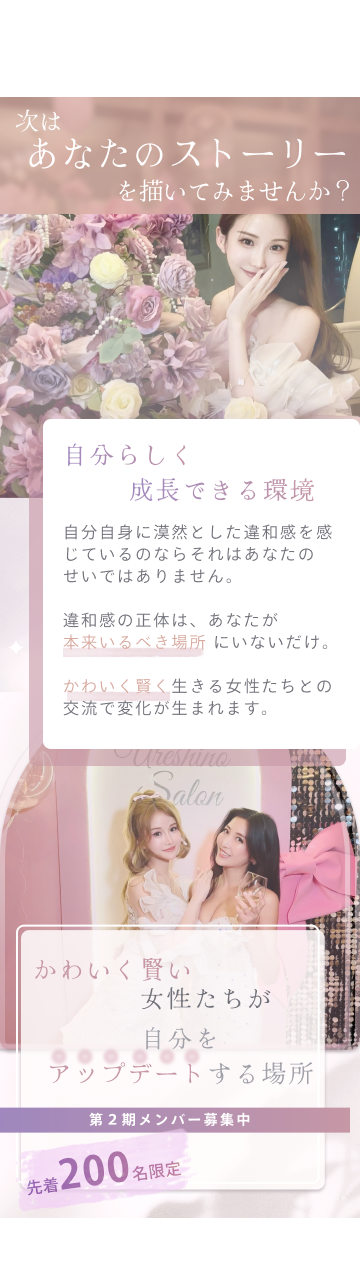 次は
あなたのストーリー
を描いてみませんか?
自分らしく
成長できる環境
自分自身に漠然とした違和感を感
じているのならそれはあなたの
せいではありません。
違和感の正体は、あなたが
本来いるべき場所 にいないだけ。
かわいく賢く生きる女性たちとの
交流で変化が生まれます。
Ureshino
Salon
かわいく賢い
女性たちが
自分を
アップデートする場所
第2期メンバー募集中
先着200名限定